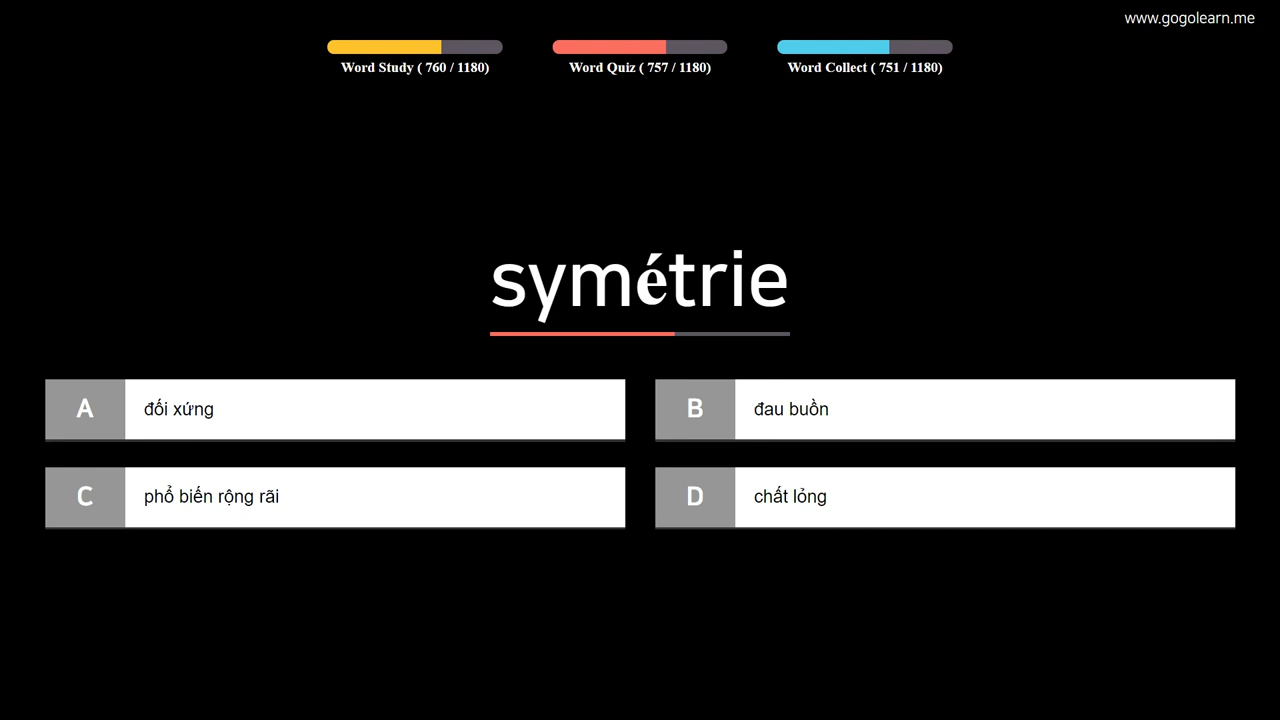 www.gogolearn.me
Word Study ( 760 / 1180)
Word Quiz ( 757 / 1180)
Word Collect ( 751 / 1180)
symétrie
A đối xứng
B đau buồn
C phổ biến rộng rãi
D chất lỏng